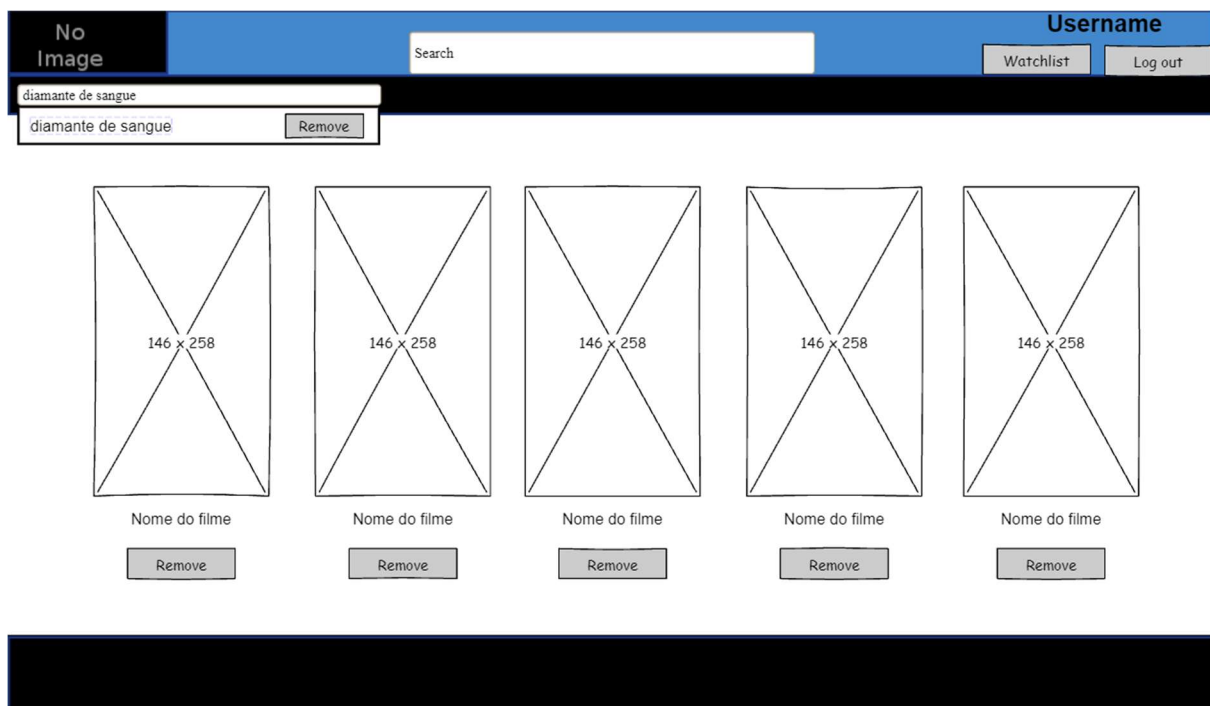 No
Image
Username
Search
Watchlist
Log out
diamante de sangue
diamante de sangue
Remove
146 x 258
146 x 258
146 x 258
146 x 258
146 x 258
Nome do filme
Nome do filme
Nome do filme
Nome do filme
Nome do filme
Remove
Remove
Remove
Remove
Remove